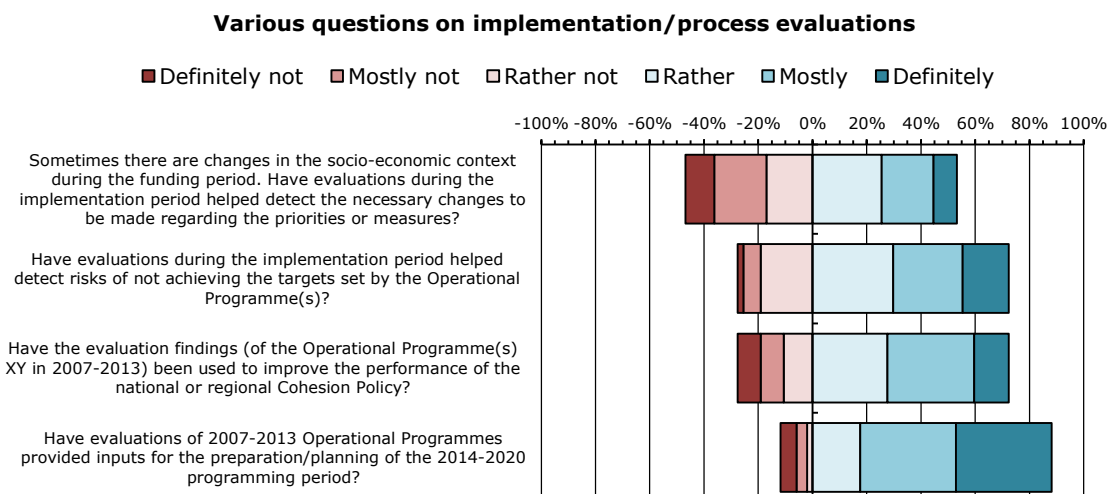 Various questions on implementation/process evaluations
Definitely not Mostly not Rather not Rather Mostly Definitely
-100% -80% -60% -40% -20% 0% 20% 40% 60% 80% 100%
Sometimes there are changes in the socio-economic context
during the funding period. Have evaluations during the
implementation period helped detect the necessary changes to
be made regarding the priorities or measures?
Have evaluations during the implementation period helped
detect risks of not achieving the targets set by the Operational
Programme(s)?
Have the evaluation findings (of the Operational Programme(s)
XY in 2007-2013) been used to improve the performance of the
national or regional Cohesion Policy?
Have evaluations of 2007-2013 Operational Programmes
provided inputs for the preparation/planning of the 2014-2020
programming period?